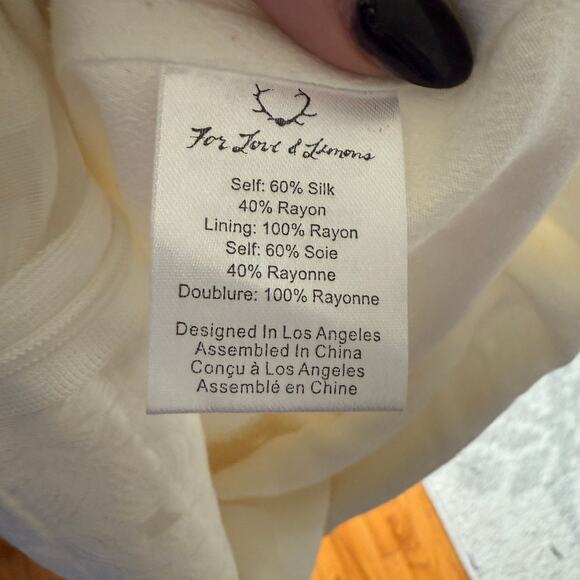 For Love & Lemons
Self: 60% Silk
40% Rayon
Lining: 100% Rayon
Self: 60% Soie
40% Rayonne
Doublure: 100% Rayonne
Designed In Los Angeles
Assembled In China
Conçu à Los Angeles
Assemblé en Chine